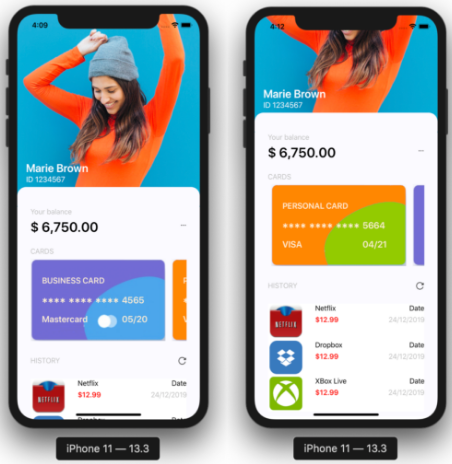 4:09
Marie Brown
ID 1234567
Your balance
$ 6,750.00
CARDS
BUSINESS CARD
**** **** **** 4565
Mastercard
05/20
HISTORY
NETFLIX
Netflix
Date
$12.99
24/12/2019
Dropbox
iPhone 11 — 13.3
4:12
Marie Brown
ID 1234567
Your balance
$ 6,750.00
CARDS
PERSONAL CARD
**** **** **** 5664
VISA
04/21
HISTORY
NETFLIX
Netflix
Date
$12.99
24/12/2019
Dropbox
Date
$12.99
24/12/2019
XBox Live
Date
$12.99
24/12/2019
iPhone 11 — 13.3